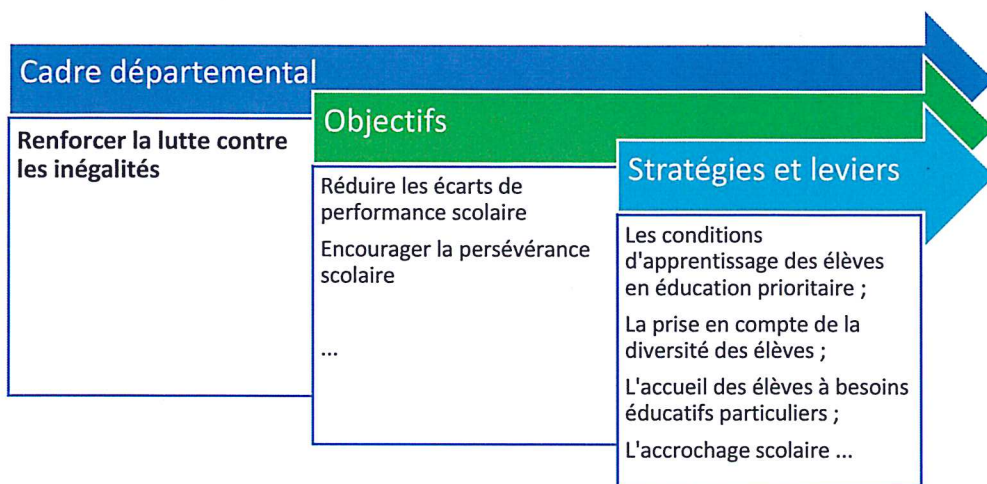 Cadre départemental
Renforcer la lutte contre
les inégalités
Objectifs
Réduire les écarts de
performance scolaire
Encourager la persévérance
scolaire
...
Stratégies et leviers
Les conditions
d'apprentissage des élèves
en éducation prioritaire ;
La prise en compte de la
diversité des élèves ;
L'accueil des élèves à besoins
éducatifs particuliers ;
L'accrochage scolaire ...